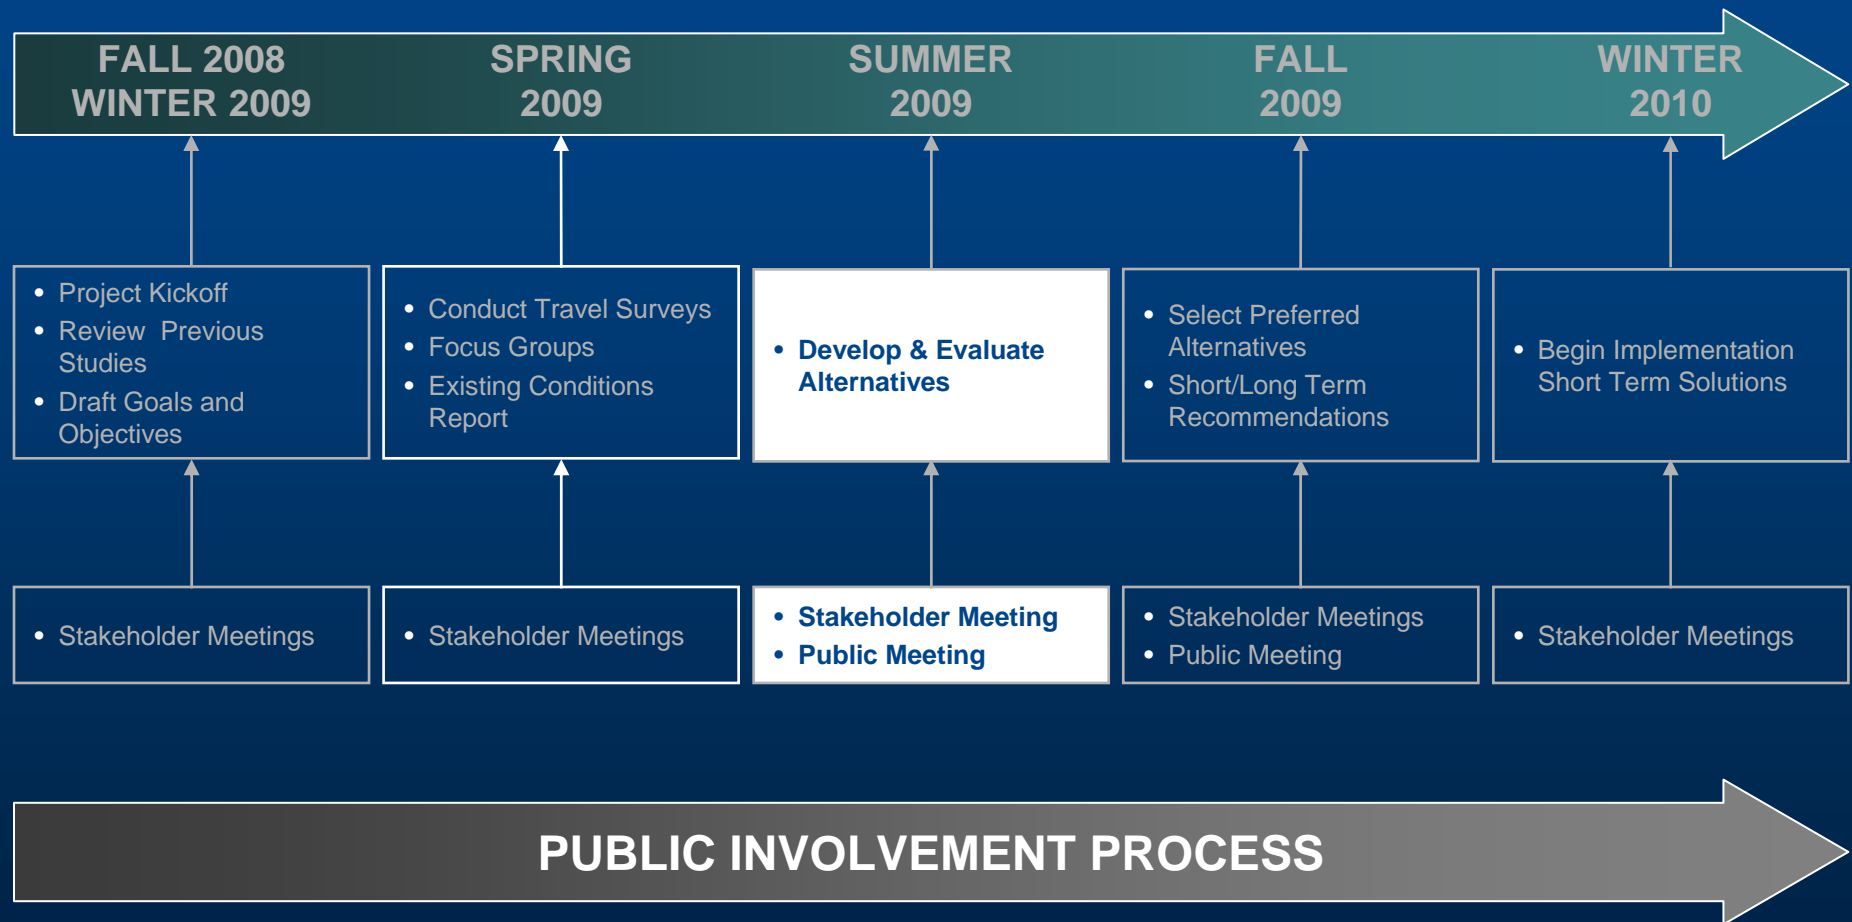 FALL 2008
WINTER 2009
SPRING
2009
SUMMER
2009
FALL
2009
WINTER
2010
• Project Kickoff
• Review  Previous
Studies
• Draft Goals and
Objectives
• Conduct Travel Surveys
• Focus Groups
• Existing Conditions
Report
• Develop & Evaluate
Alternatives
• Select Preferred
Alternatives
• Short/Long Term
Recommendations
• Begin Implementation
Short Term Solutions
• Stakeholder Meetings
• Stakeholder Meetings
• Stakeholder Meeting
• Public Meeting
• Stakeholder Meetings
• Public Meeting
• Stakeholder Meetings
PUBLIC INVOLVEMENT PROCESS